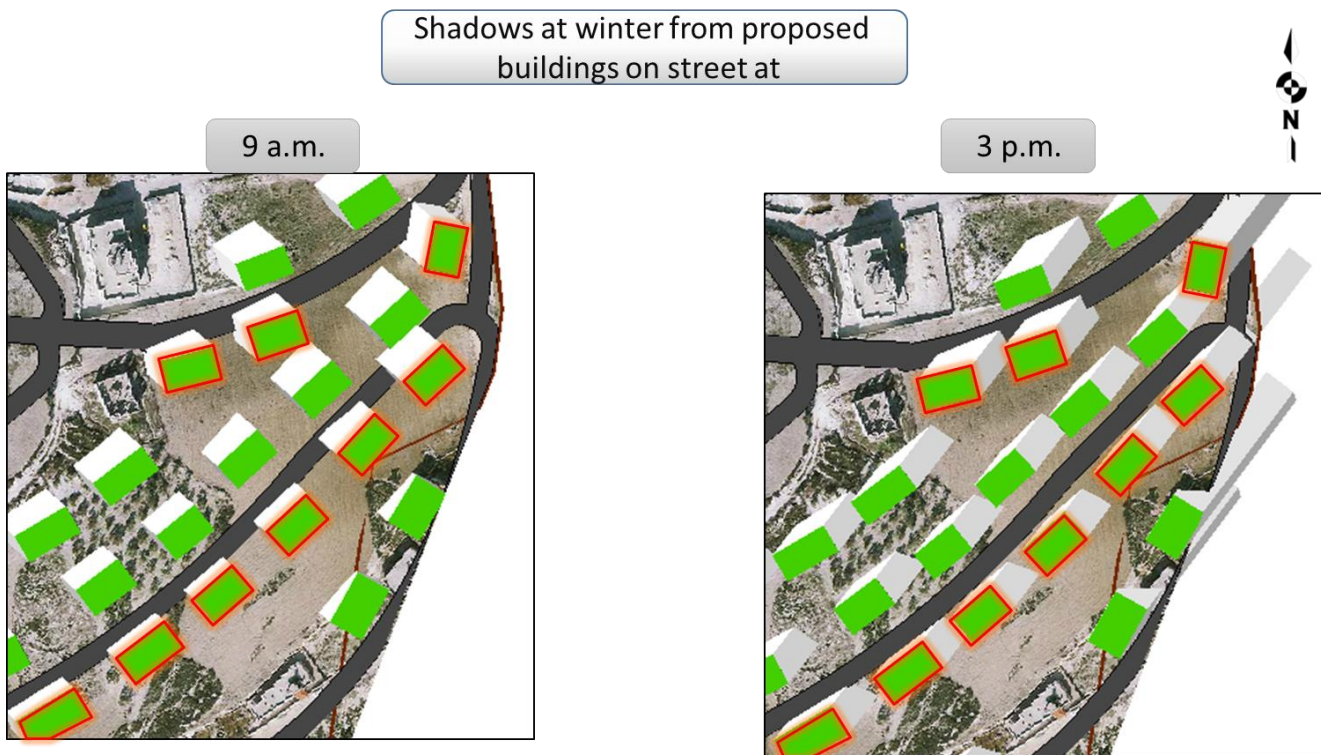 Shadows at winter from proposed
buildings on street at
9 a.m.
3 p.m.
N